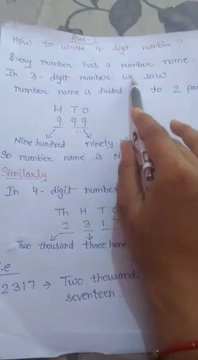 How to write 4 digit number?
Every number has a number name.
In 3-digit number we saw
number name is divided to 2
H T O
9 9 9
Nine hundred ninety
So number name is
Similarly
In 4-digit number
Th H T
2 3 1
Two thousand three
i.e
2317 → Two thousand
seventeen